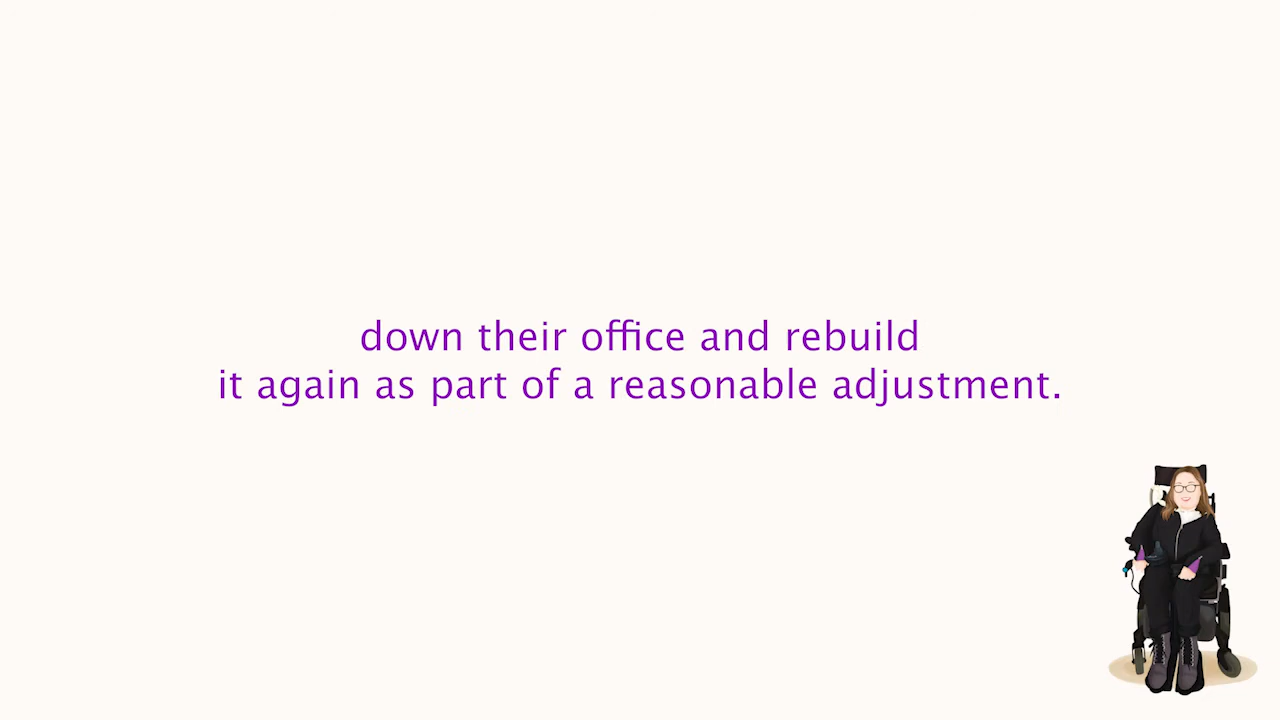 down their office and rebuild
it again as part of a reasonable adjustment.